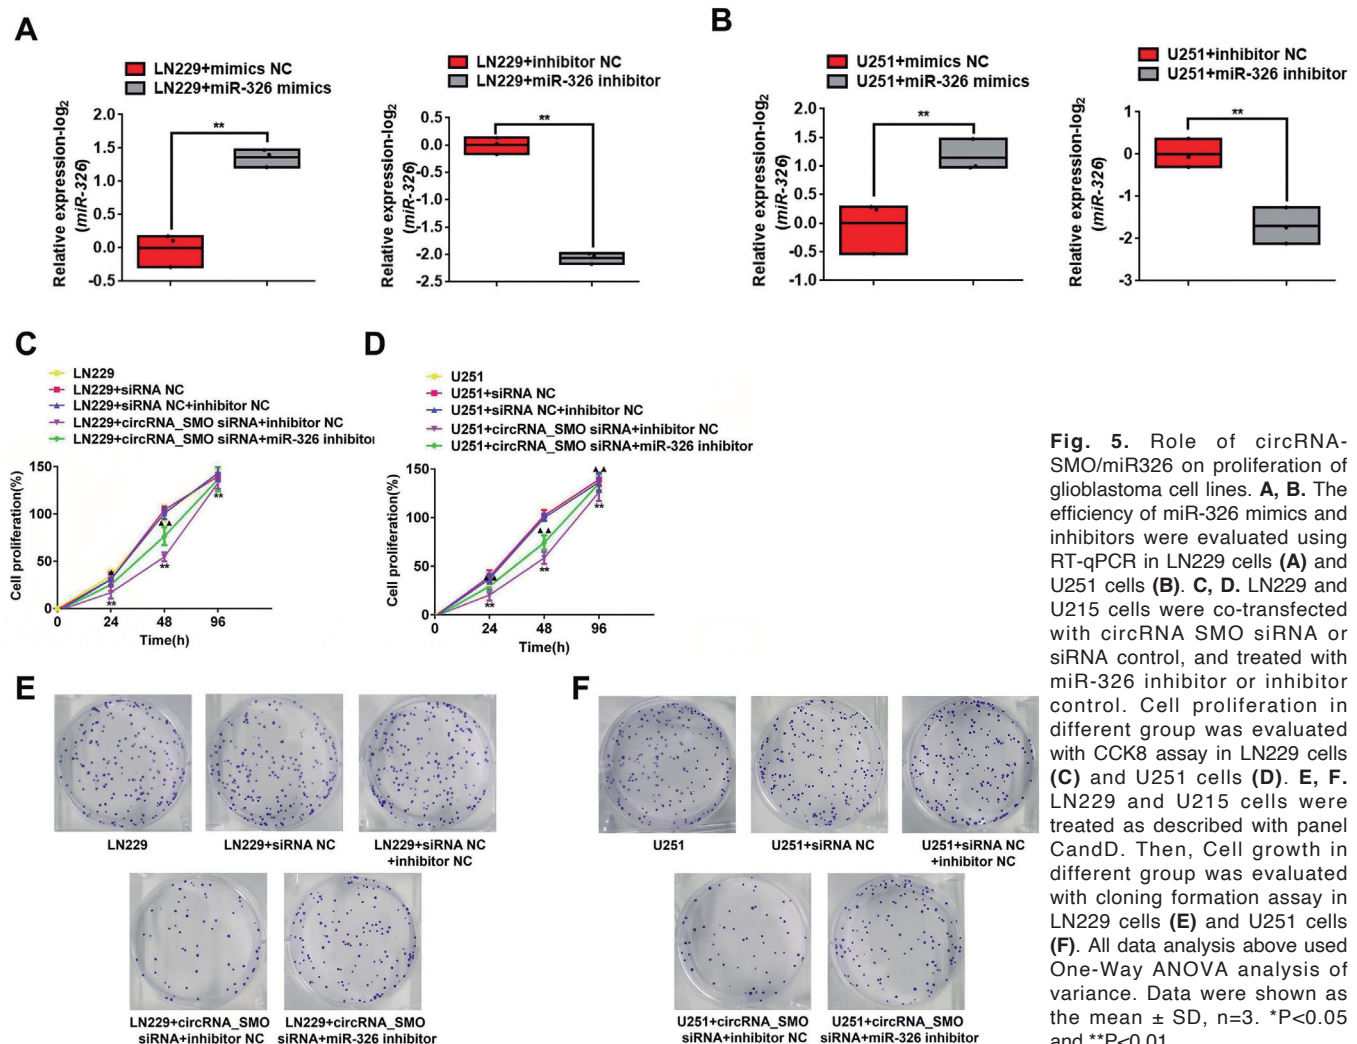 A
LN229+mimics NC
LN229+miR-326 mimics
Relative expression-log2
(miR-326)
2.0
1.5
1.0
0.5
0.0
-0.5
**
LN229+inhibitor NC
LN229+miR-326 inhibitor
Relative expression-log2
(miR-326)
0.5
0.0
-0.5
-1.0
-1.5
-2.0
-2.5
**
B
U251+mimics NC
U251+miR-326 mimics
Relative expression-log2
(miR-326)
2.0
1.5
1.0
0.5
0.0
-0.5
-1.0
**
U251+inhibitor NC
U251+miR-326 inhibitor
Relative expression-log2
(miR-326)
1
0
-1
-2
-3
**
C
LN229
LN229+siRNA NC
LN229+siRNA NC+inhibitor NC
LN229+circRNA_SMO siRNA+inhibitor NC
LN229+circRNA_SMO siRNA+miR-326 inhibitor
Cell proliferation(%)
150
100
50
0
0 24 48 96
Time(h)
**
**
**
D
U251
U251+siRNA NC
U251+siRNA NC+inhibitor NC
U251+circRNA_SMO siRNA+inhibitor NC
U251+circRNA_SMO siRNA+miR-326 inhibitor
Cell proliferation(%)
150
100
50
0
0 24 48 96
Time(h)
**
**
**
E
LN229
LN229+siRNA NC
LN229+siRNA NC
+inhibitor NC
LN229+circRNA_SMO
siRNA+inhibitor NC
LN229+circRNA_SMO
siRNA+miR-326 inhibitor
F
U251
U251+siRNA NC
U251+siRNA NC
+inhibitor NC
U251+circRNA_SMO
siRNA+inhibitor NC
U251+circRNA_SMO
siRNA+miR-326 inhibitor
Fig. 5. Role of circRNA-
SMO/miR326 on proliferation of
glioblastoma cell lines. A, B. The
efficiency of miR-326 mimics and
inhibitors were evaluated using
RT-qPCR in LN229 cells (A) and
U251 cells (B). C, D. LN229 and
U215 cells were co-transfected
with circRNA SMO siRNA or
siRNA control, and treated with
miR-326 inhibitor or inhibitor
control. Cell proliferation in
different group was evaluated
with CCK8 assay in LN229 cells
(C) and U251 cells (D). E, F.
LN229 and U215 cells were
treated as described with panel
CandD. Then, Cell growth in
different group was evaluated
with cloning formation assay in
LN229 cells (E) and U251 cells
(F). All data analysis above used
One-Way ANOVA analysis of
variance. Data were shown as
the mean ± SD, n=3. *P<0.05
and **P<0.01